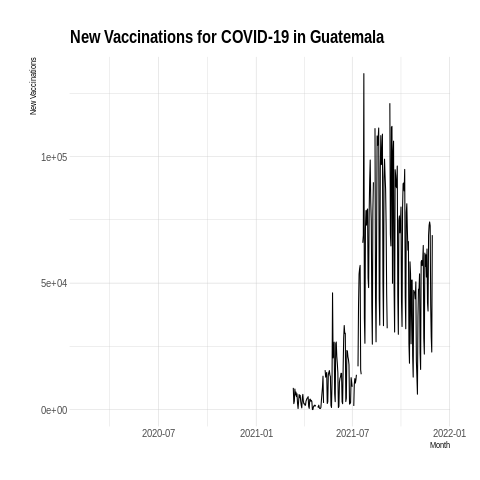 New Vaccinations for COVID-19 in Guatemala
New Vaccinations
1e+05
5e+04
0e+00
2020-07 2021-01 2021-07 2022-01
Month